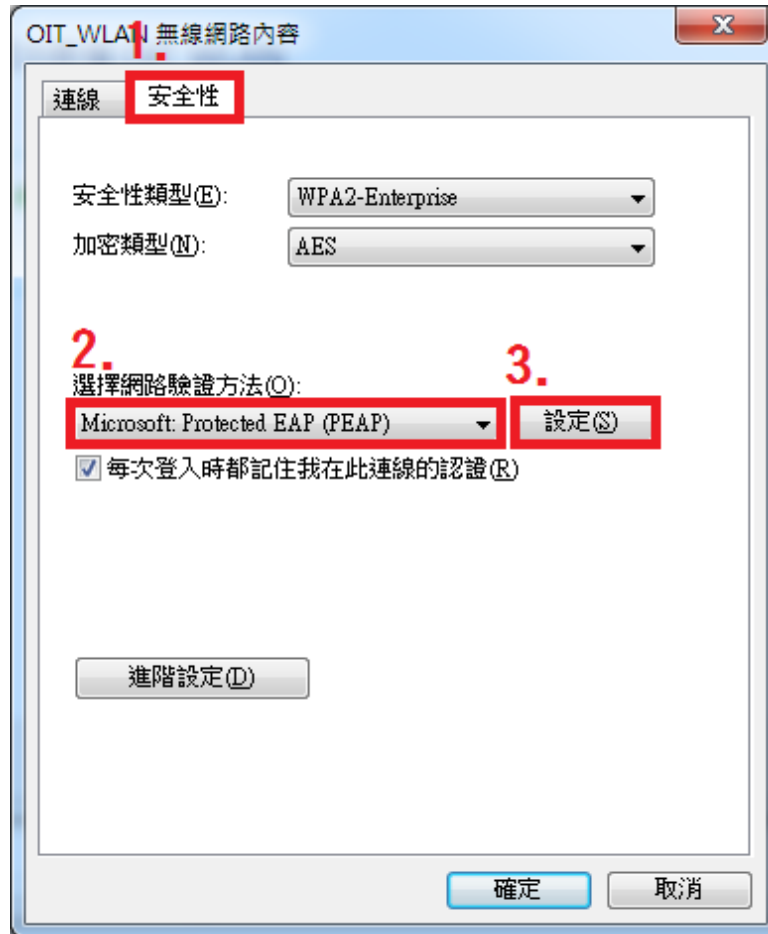 OIT_WLAN 無線網路內容
1.
連線 安全性
安全性類型(E): WPA2-Enterprise
加密類型(N): AES
2.
3.
選擇網路驗證方法(O):
Microsoft: Protected EAP (PEAP) 設定(S)
每次登入時都記住我在此連線的認證(R)
進階設定(D)
確定 取消